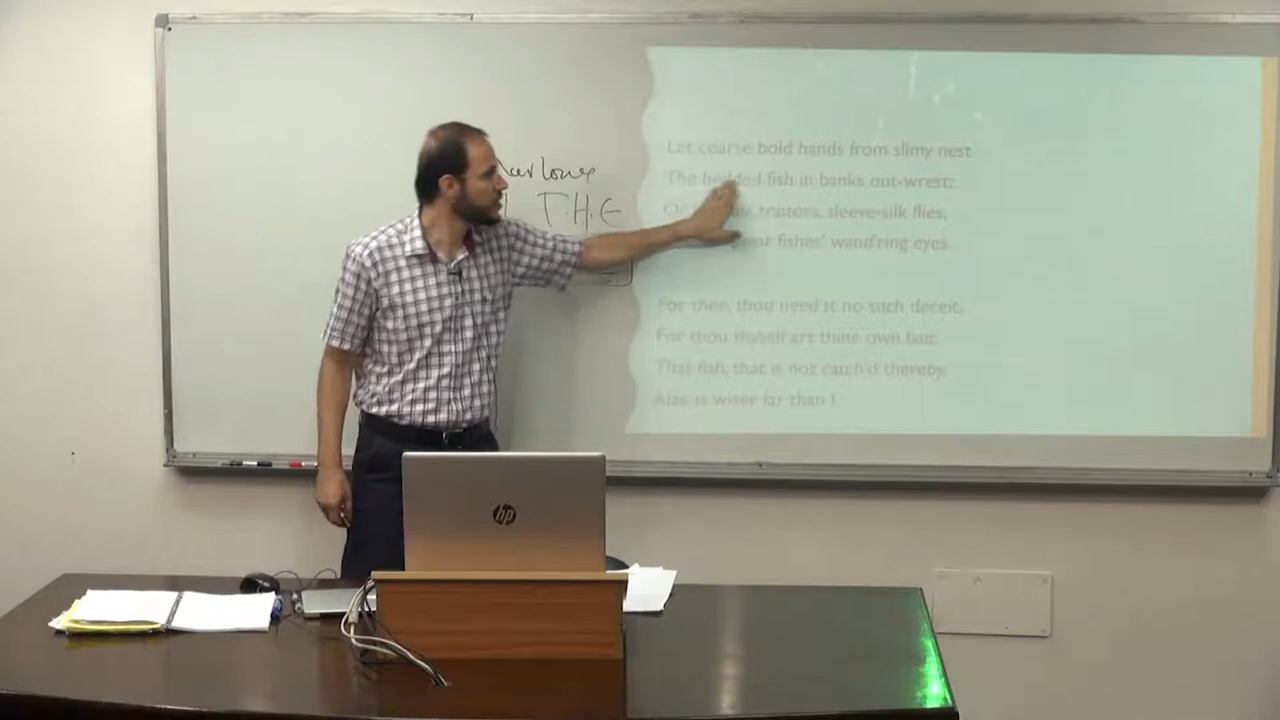 T.H.E
Let coarse bold hands from slimy nest
The bedded fish in banks out-wrest;
traitors, sleeve-silk flies,
poor fishes' wand'ring eyes.
For thee, thou need'st no such deceit,
For thou thyself art thine own bait:
That fish, that is not catch'd thereby,
Alas, is wiser far than I.
hp